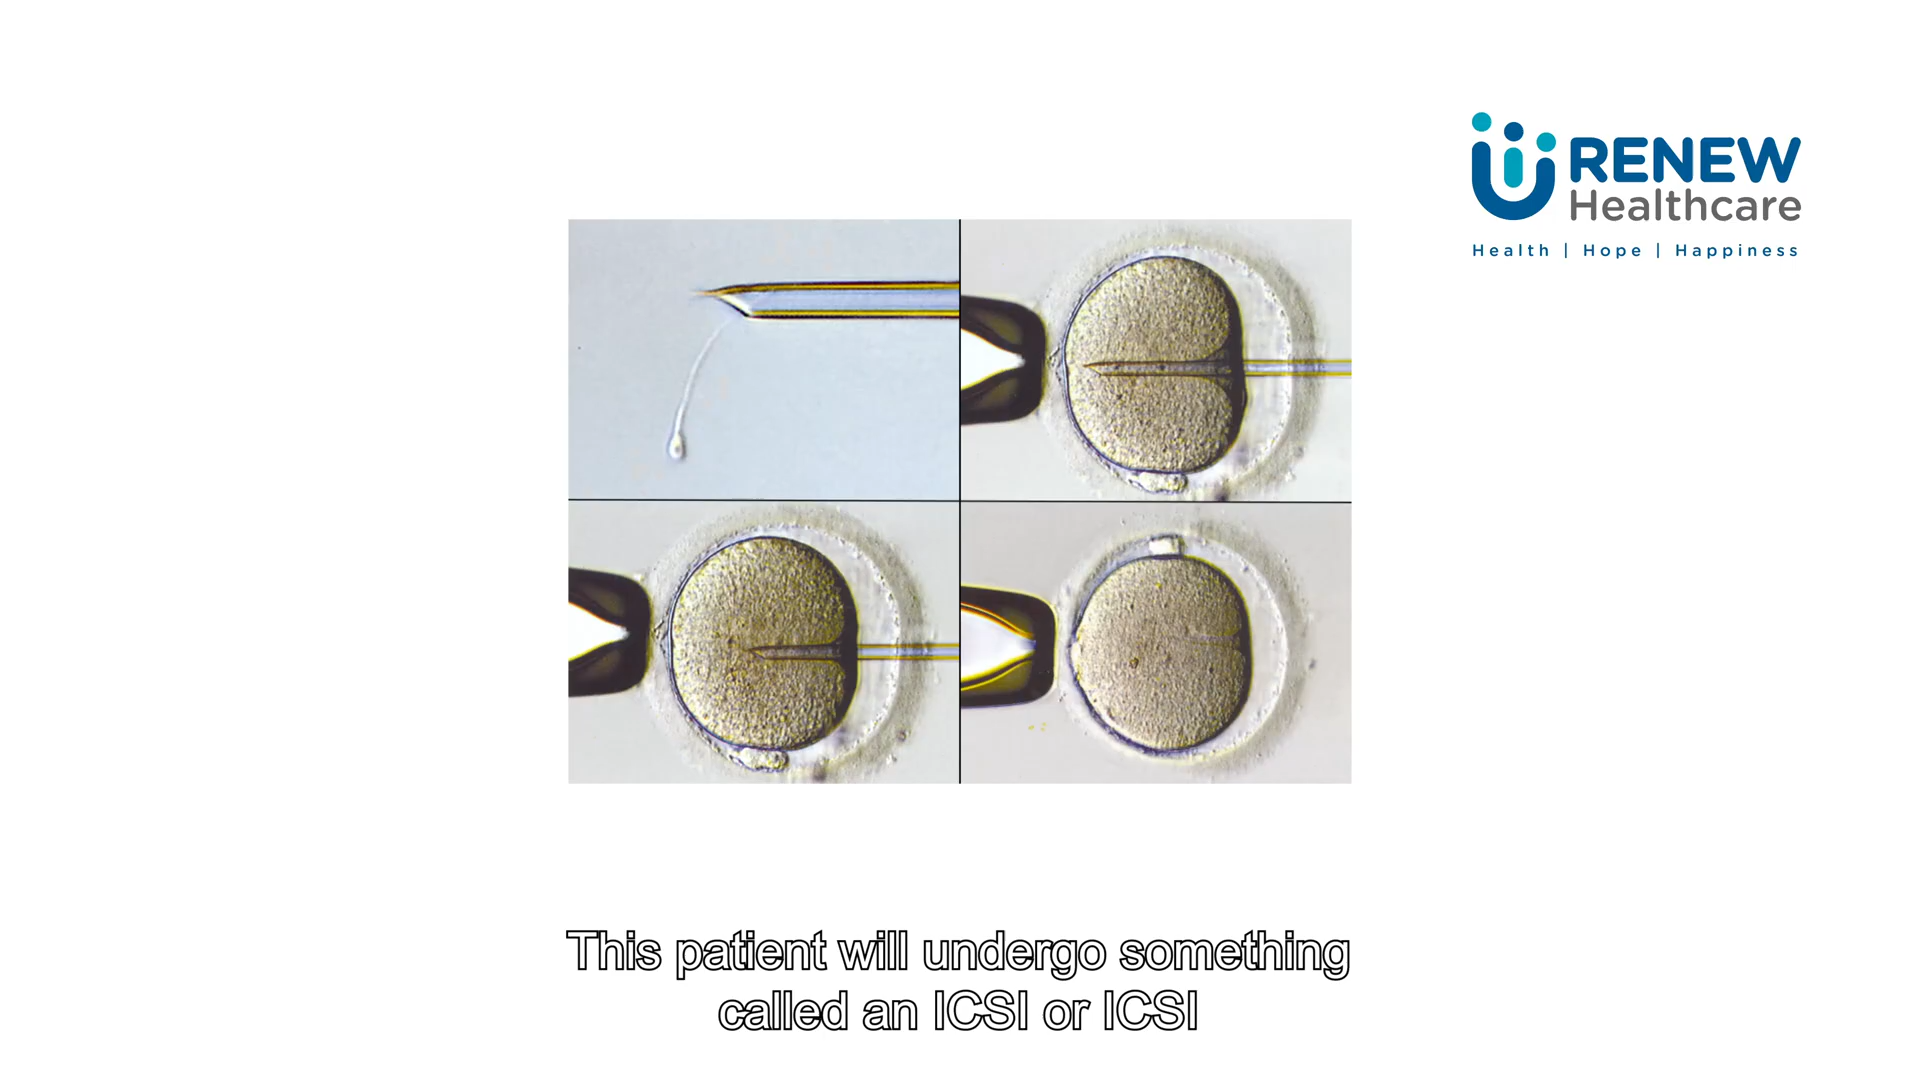 RENEW
Healthcare
Health | Hope | Happiness
This patient will undergo something
called an ICSI or ICSI